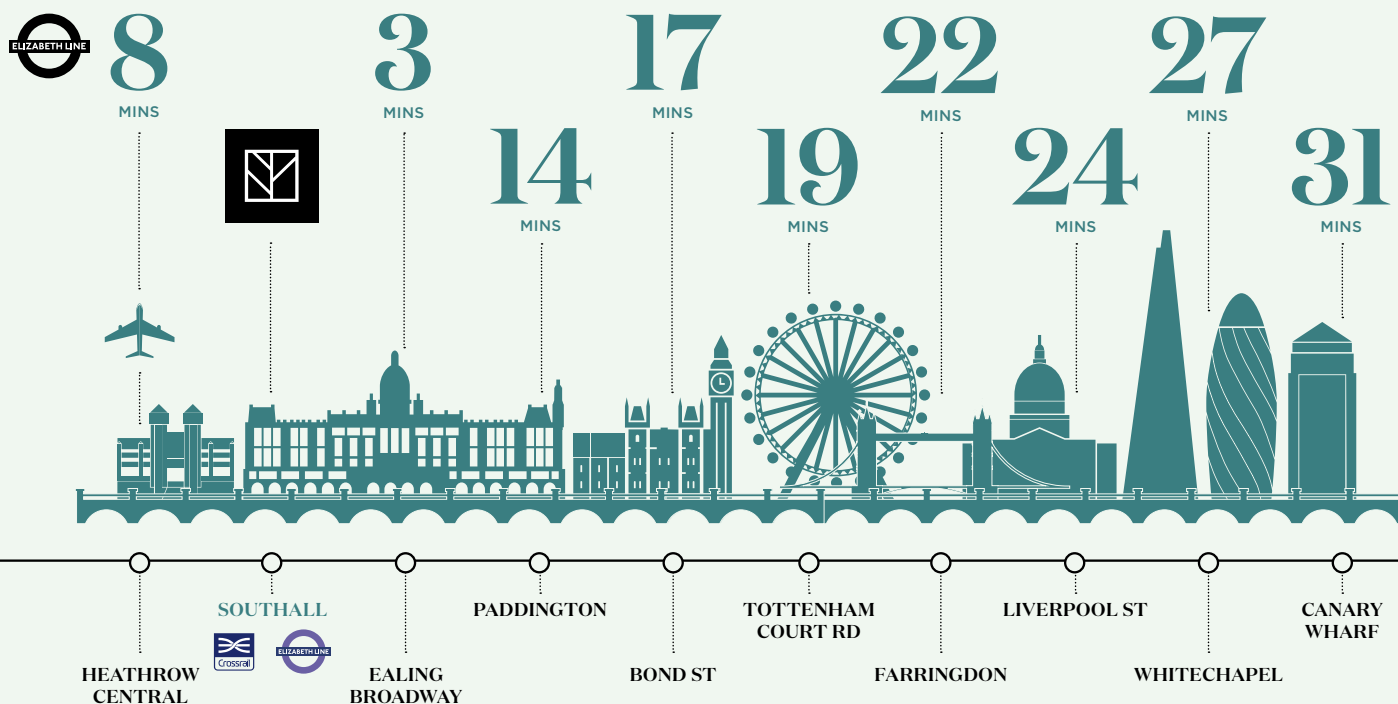 ELIZABETH LINE
8
MINS
3
MINS
17
MINS
22
MINS
27
MINS
14
MINS
19
MINS
24
MINS
31
MINS
SOUTHALL
Crossrail
ELIZABETH LINE
PADDINGTON
TOTTENHAM
COURT RD
LIVERPOOL ST
CANARY
WHARF
HEATHROW
CENTRAL
EALING
BROADWAY
BOND ST
FARRINGDON
WHITECHAPEL